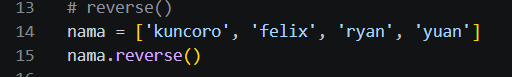 13 # reverse()
14 nama = ['kuncoro', 'felix', 'ryan', 'yuan']
15 nama.reverse()